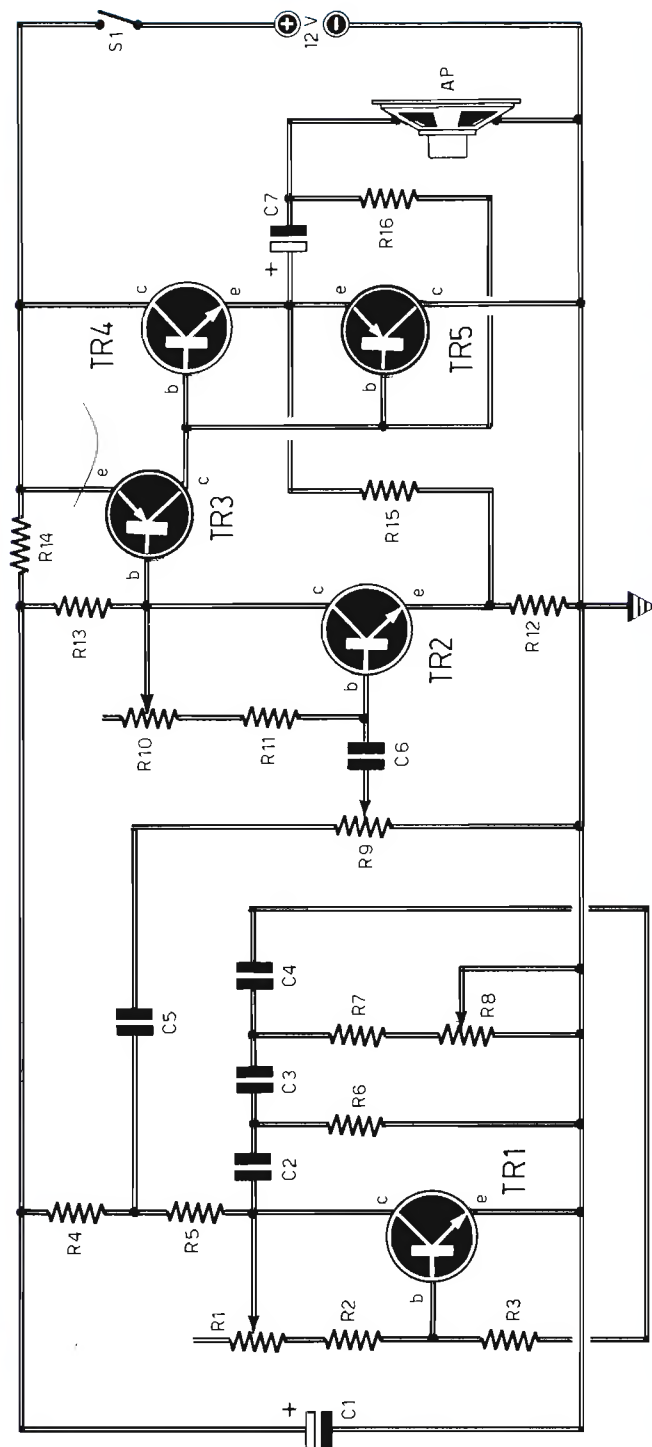 C1
+
R1
R2
R3
b
c
e
TR1
R4
R5
C2
C3
C4
R6
R7
R8
C5
R9
C6
R10
R11
R13
R14
b
c
e
TR2
R12
R15
b
e
c
TR3
b
c
e
TR4
b
e
c
TR5
+
C7
R16
AP
S1
+
12 V
-